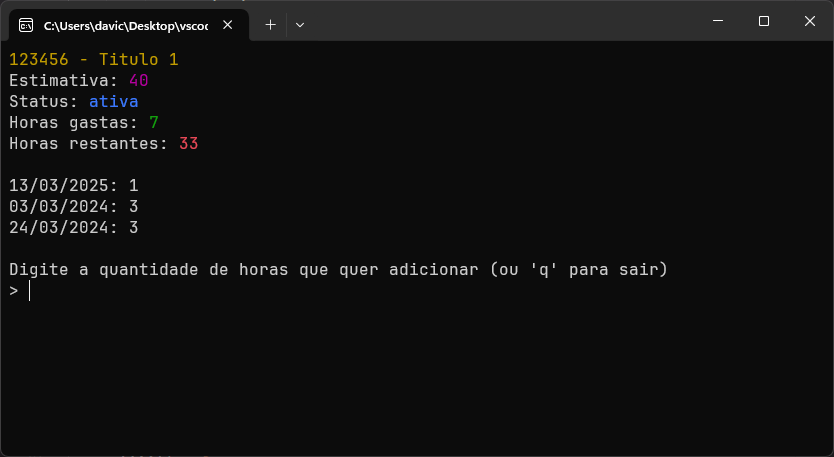 C:\Users\davic\Desktop\vscod
123456 - Titulo 1
Estimativa: 40
Status: ativa
Horas gastas: 7
Horas restantes: 33
13/03/2025: 1
03/03/2024: 3
24/03/2024: 3
Digite a quantidade de horas que quer adicionar (ou 'q' para sair)
>